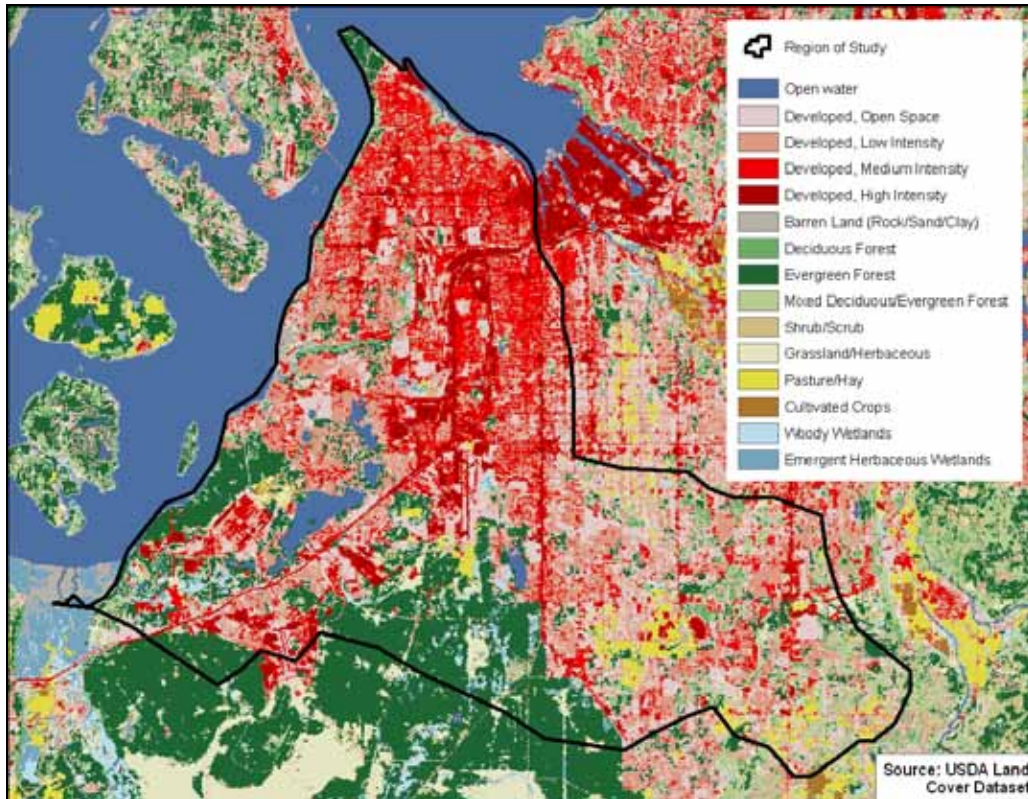 Region of Study
Open water
Developed, Open Space
Developed, Low Intensity
Developed, Medium Intensity
Developed, High Intensity
Barren Land (Rock/Sand/Clay)
Deciduous Forest
Evergreen Forest
Mixed Deciduous/Evergreen Forest
Shrub/Scrub
Grassland/Herbaceous
Pasture/Hay
Cultivated Crops
Woody Wetlands
Emergent Herbaceous Wetlands
Source: USDA Land
Cover Dataset